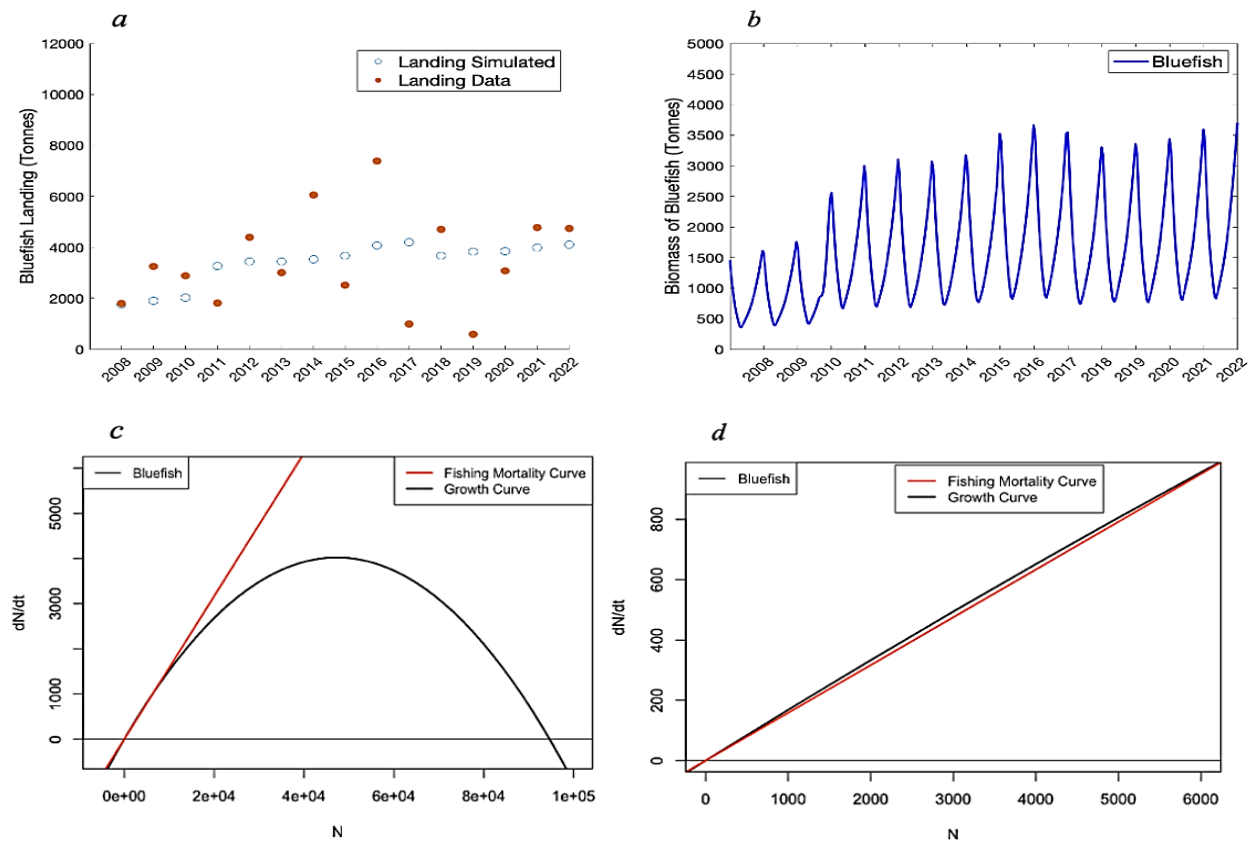 a
12000
10000
8000
6000
4000
2000
0
Bluefish Landing (Tonnes)
Landing Simulated
Landing Data
2008
2009
2010
2011
2012
2013
2014
2015
2016
2017
2018
2019
2020
2021
2022
b
5000
4500
4000
3500
3000
2500
2000
1500
1000
500
0
Biomass of Bluefish (Tonnes)
Bluefish
2008
2009
2010
2011
2012
2013
2014
2015
2016
2017
2018
2019
2020
2021
2022
c
Bluefish
Fishing Mortality Curve
Growth Curve
dN/dt
5000
3000
1000
0
0e+00
2e+04
4e+04
6e+04
8e+04
1e+05
N
d
Bluefish
Fishing Mortality Curve
Growth Curve
dN/dt
800
600
400
200
0
0
1000
2000
3000
4000
5000
6000
N